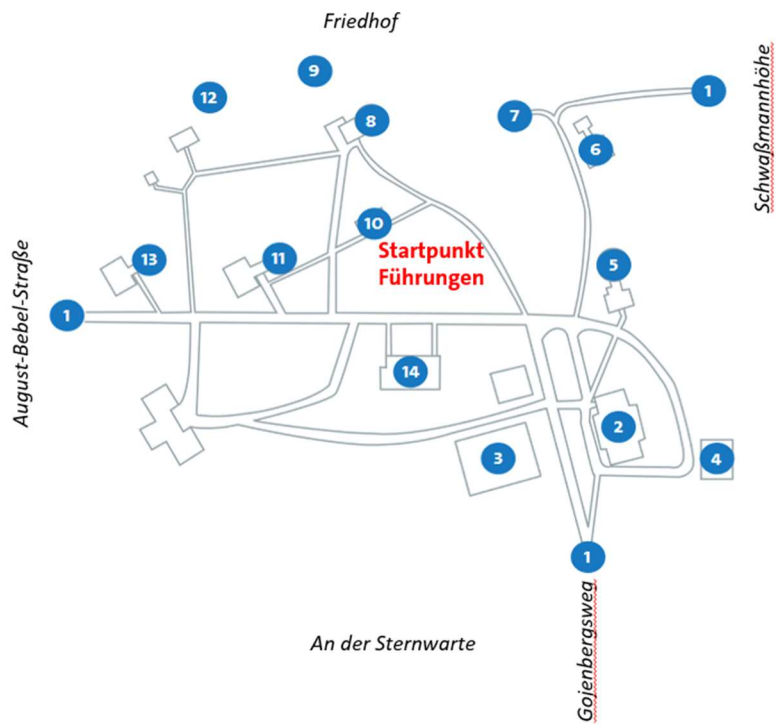 Friedhof
Schwaßmannhöhe
9
12
1
8
7
6
10
Startpunkt
Führungen
13
11
5
August-Bebel-Straße
1
14
2
3
4
1
Gojenbergsweg
An der Sternwarte